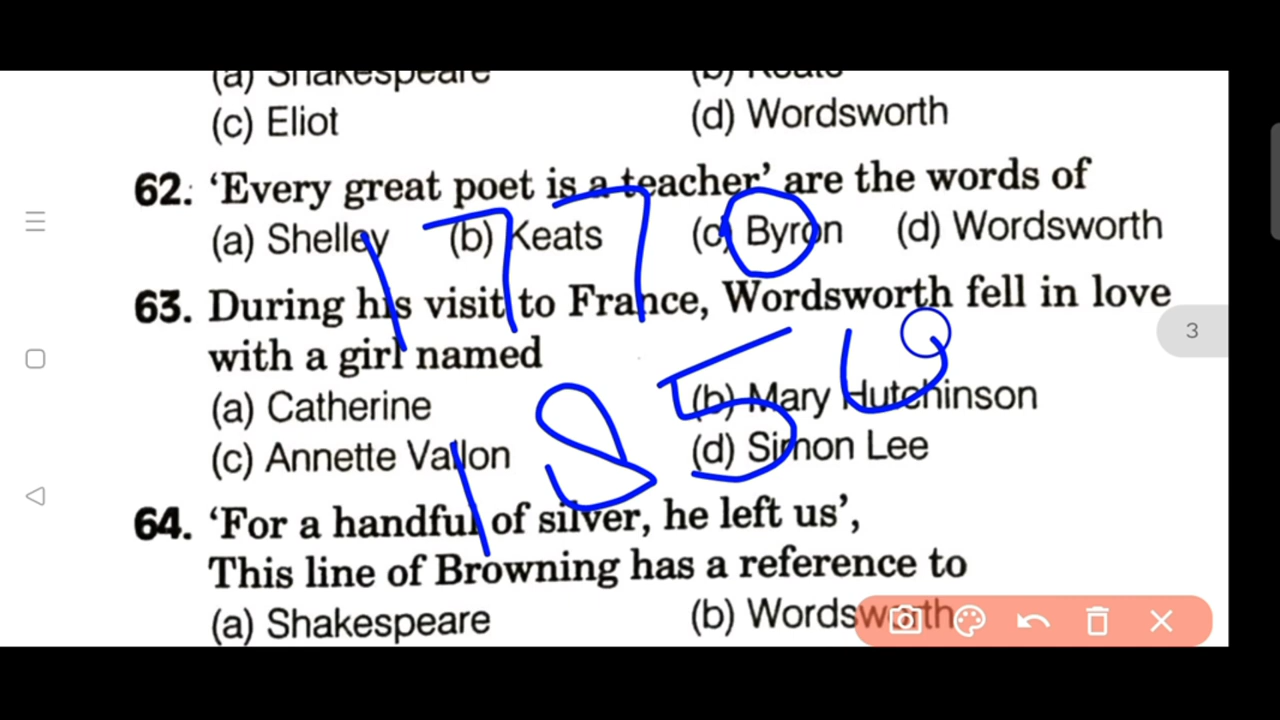 (a) Shakespeare (b) Keats
(c) Eliot (d) Wordsworth
62. ‘Every great poet is a teacher’ are the words of
(a) Shelley (b) Keats (c) Byron (d) Wordsworth
1770
63. During his visit to France, Wordsworth fell in love
with a girl named
(a) Catherine (b) Mary Hutchinson
(c) Annette Vallon (d) Simon Lee
1850
64. ‘For a handful of silver, he left us’,
This line of Browning has a reference to
(a) Shakespeare (b) Wordsworth
3